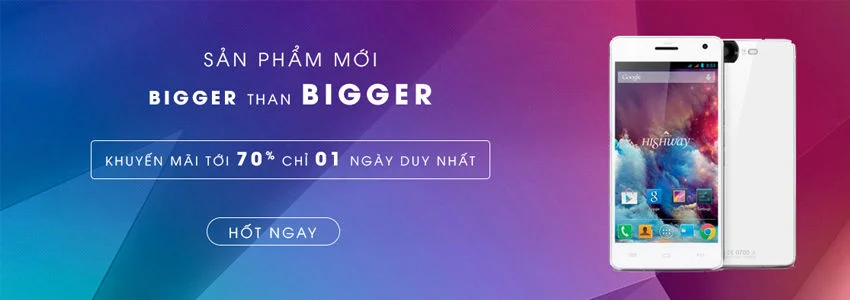 SẢN PHẨM MỚI
BIGGER THAN BIGGER
KHUYẾN MÃI TỚI 70% CHỈ 01 NGÀY DUY NHẤT
HỐT NGAY
Google
HIGHWAY